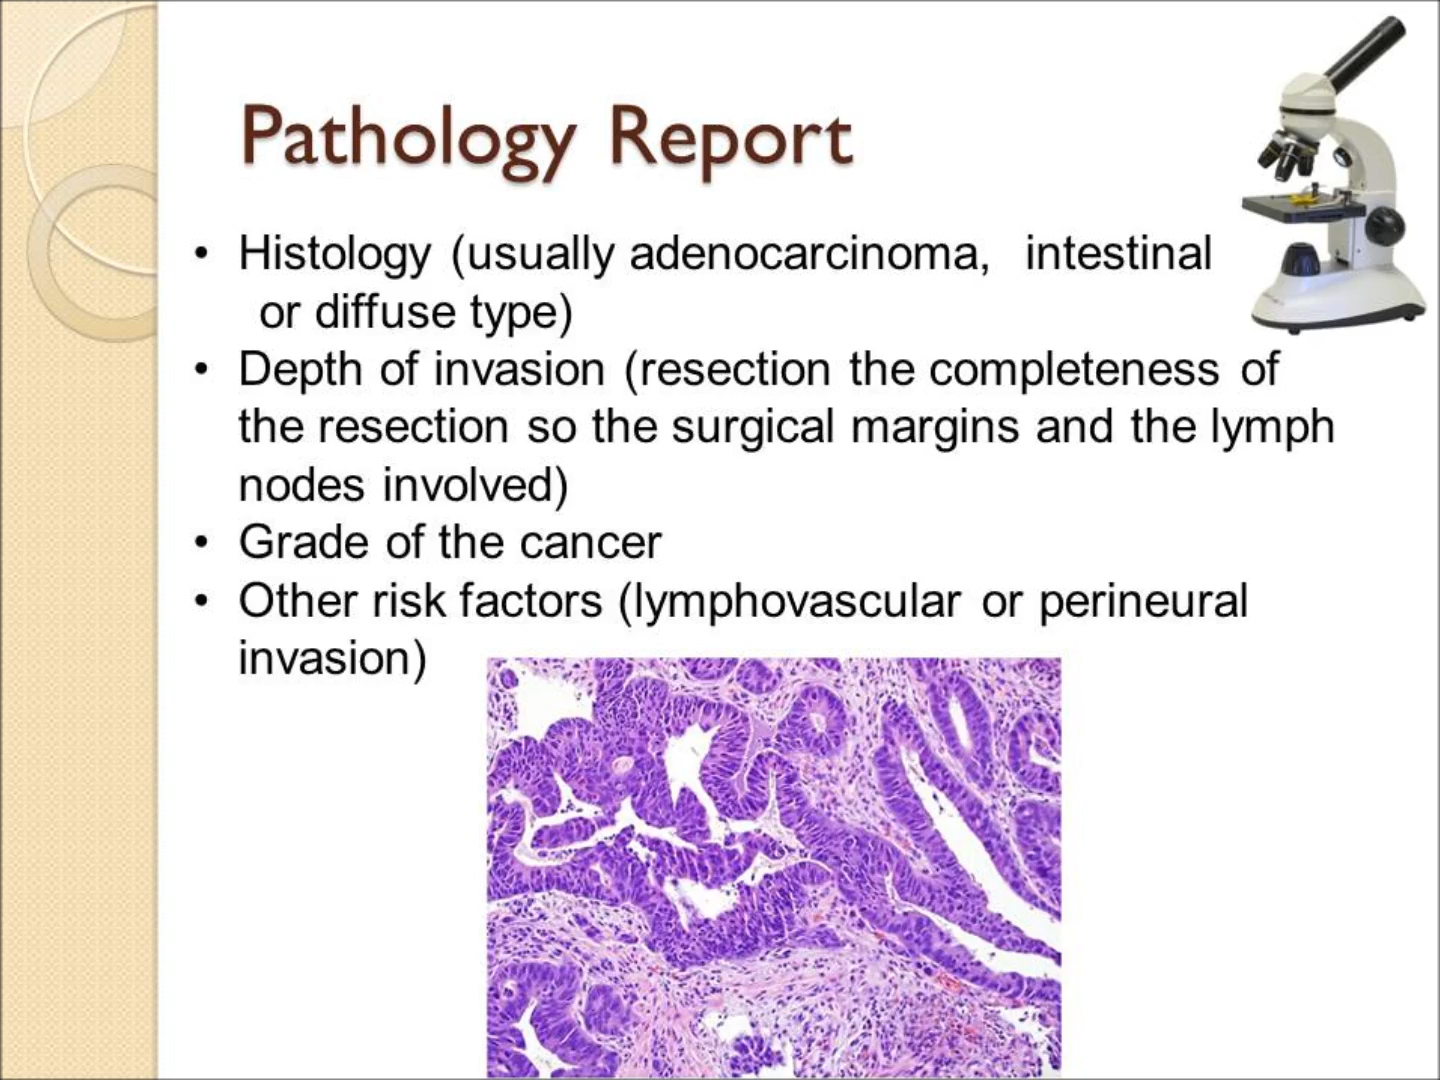 Pathology Report
• Histology (usually adenocarcinoma, intestinal
or diffuse type)
• Depth of invasion (resection the completeness of
the resection so the surgical margins and the lymph
nodes involved)
• Grade of the cancer
• Other risk factors (lymphovascular or perineural
invasion)